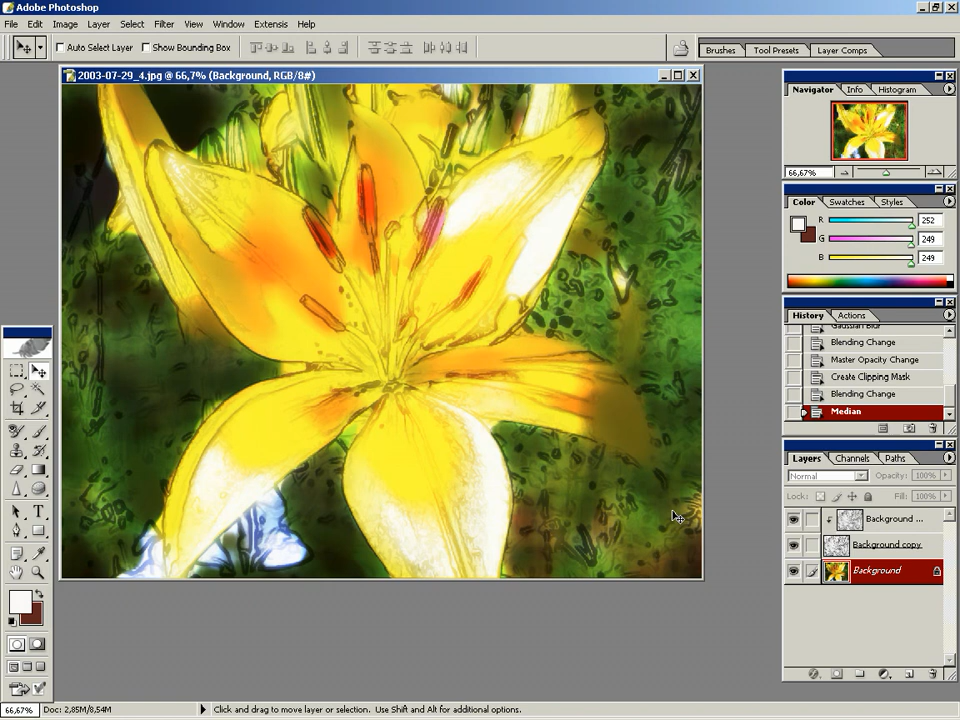 Adobe Photoshop
File Edit Image Layer Select Filter View Window Extensis Help
Auto Select Layer Show Bounding Box
Brushes Tool Presets Layer Comps
2003-07-29_4.jpg @ 66,7% (Background, RGB/8#)
Navigator Info Histogram
66,67%
Color Swatches Styles
R 252
G 249
B 249
History Actions
Gaussian Blur
Blending Change
Master Opacity Change
Create Clipping Mask
Blending Change
Median
Layers Channels Paths
Normal Opacity: 100%
Lock: Fill: 100%
Background ...
Background copy
Background
T
66,67% Doc: 2,85M/8,54M Click and drag to move layer or selection. Use Shift and Alt for additional options.